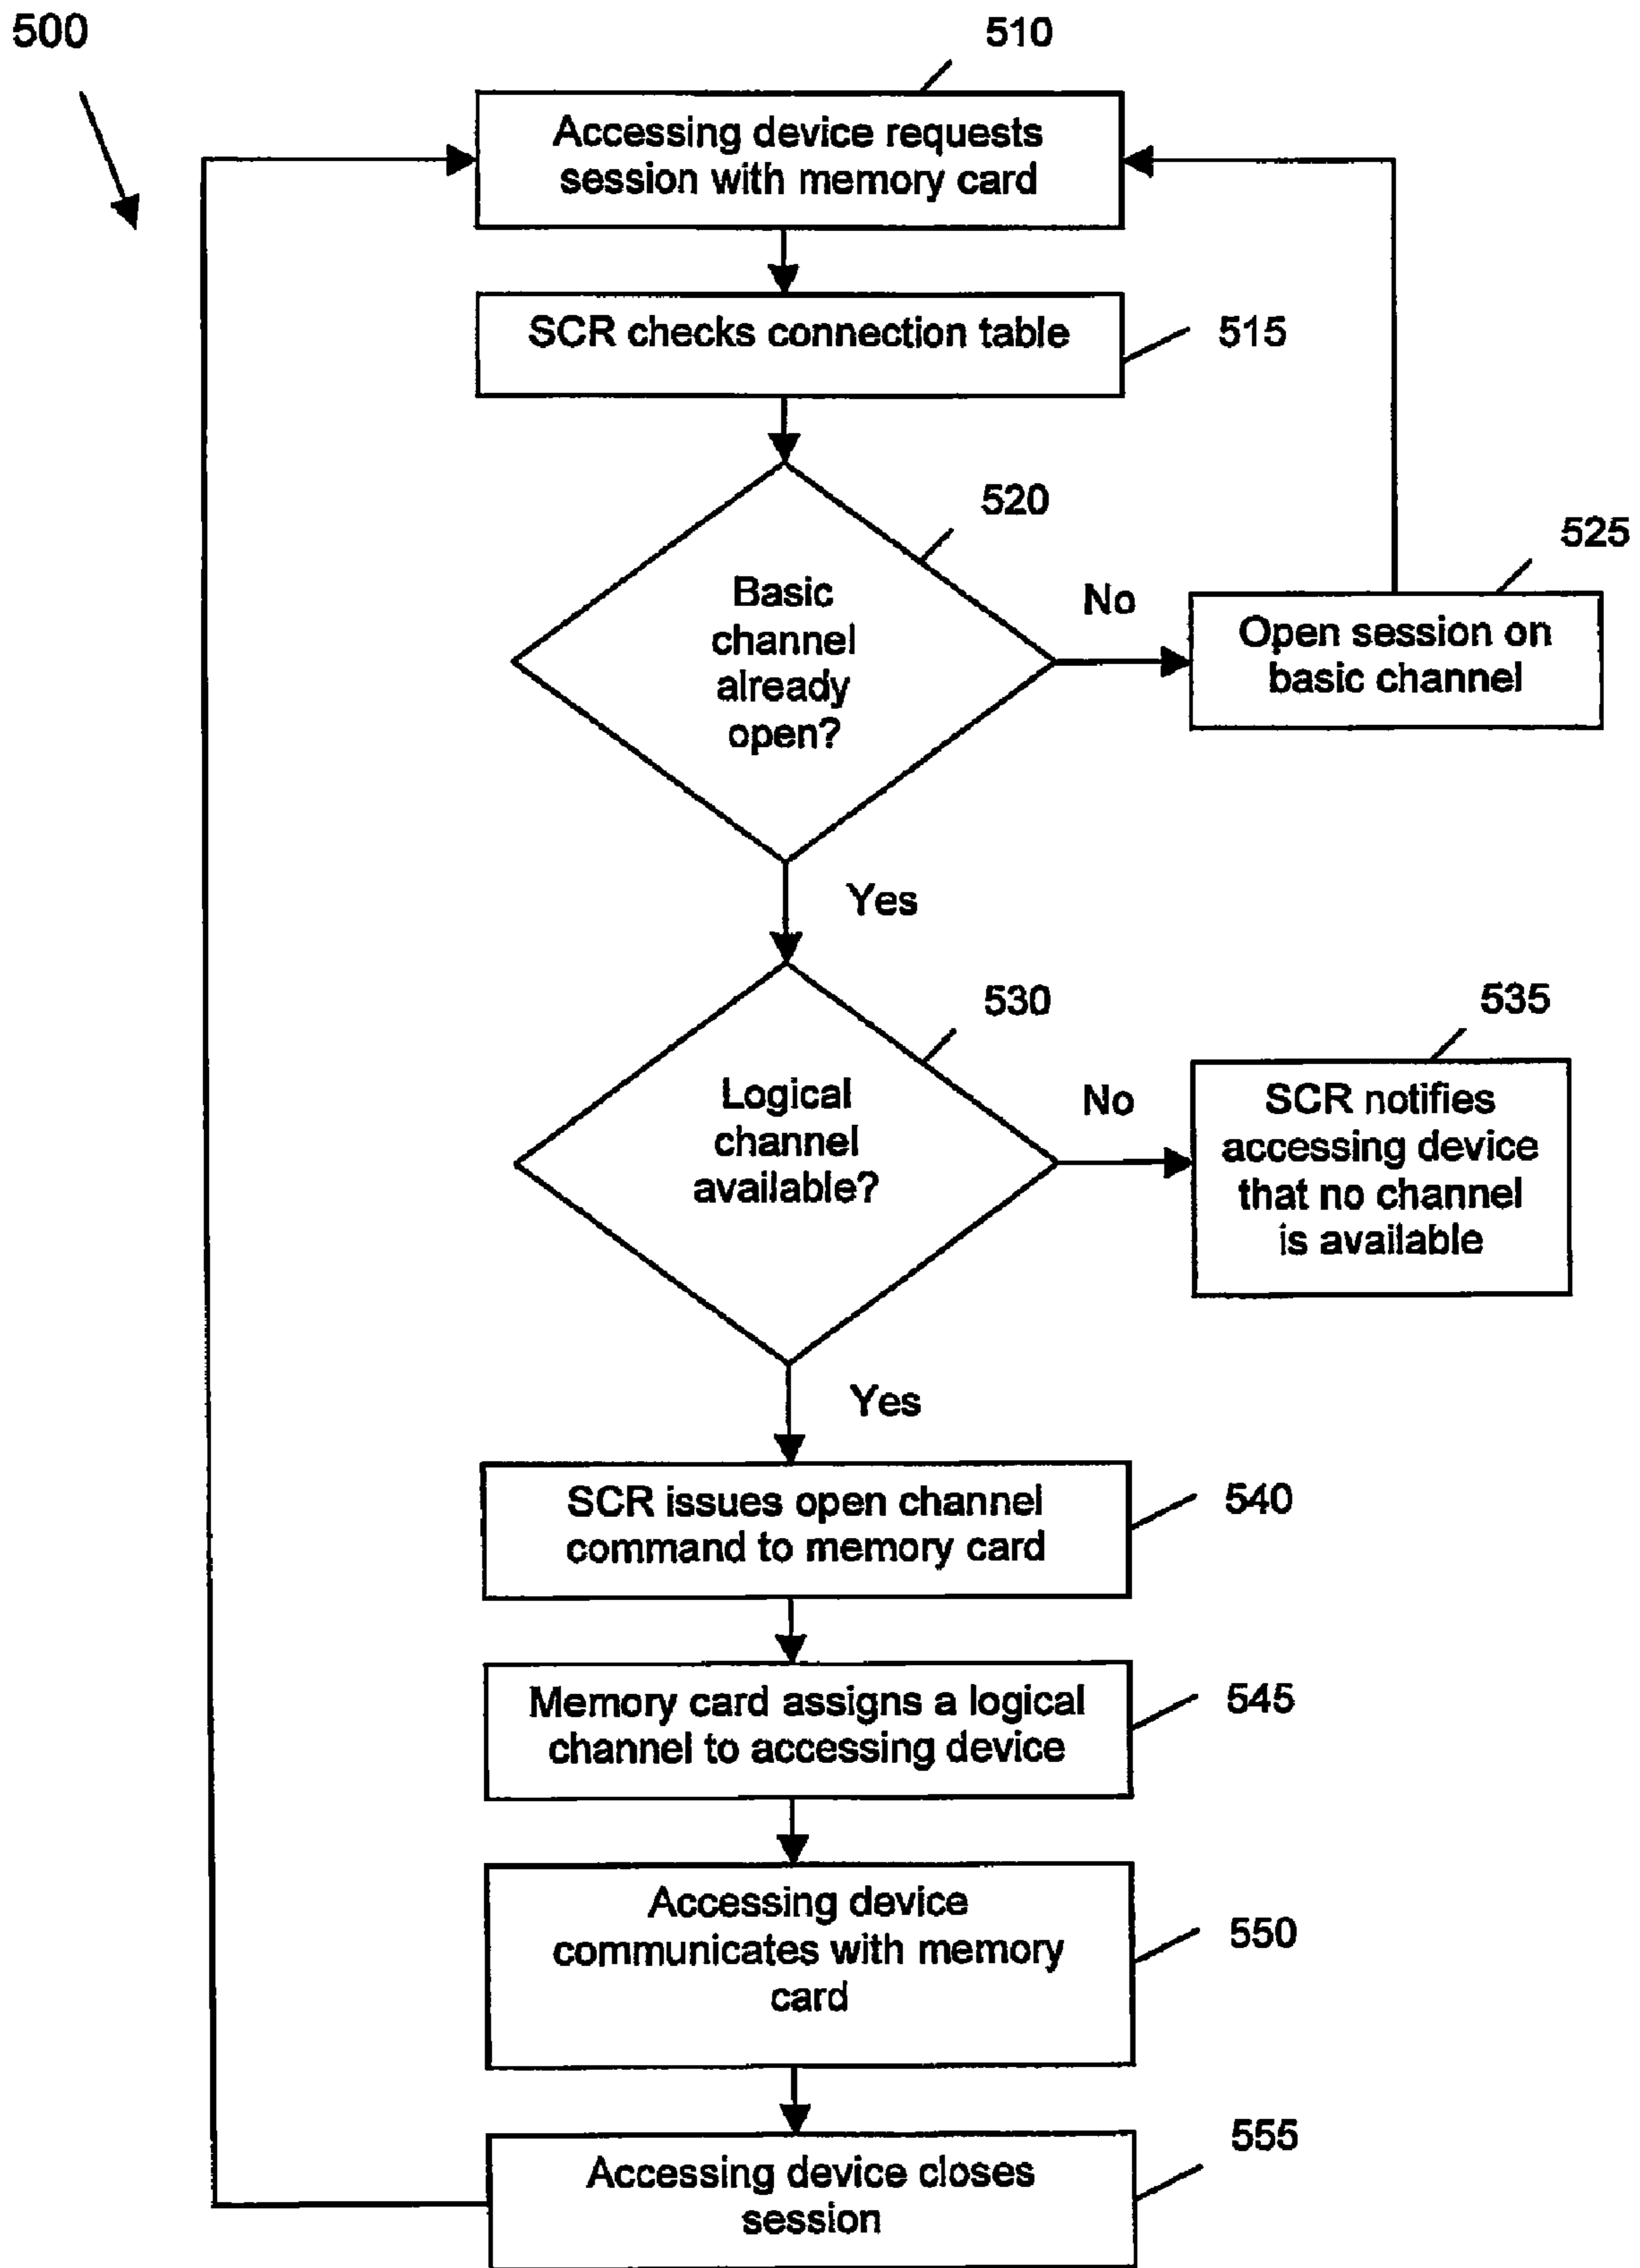 500
510
Accessing device requests
session with memory card
SCR checks connection table
515
520
Basic
channel
already
open?
No
525
Open session on
basic channel
Yes
530
Logical
channel
available?
No
535
SCR notifies
accessing device
that no channel
is available
Yes
SCR issues open channel
command to memory card
540
Memory card assigns a logical
channel to accessing device
545
Accessing device
communicates with memory
card
550
Accessing device closes
session
555